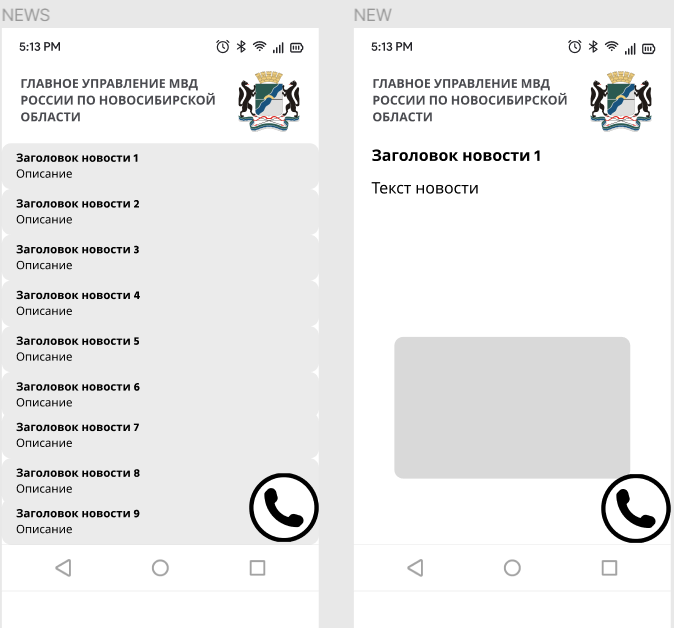 NEWS
5:13 PM
ГЛАВНОЕ УПРАВЛЕНИЕ МВД
РОССИИ ПО НОВОСИБИРСКОЙ
ОБЛАСТИ
Заголовок новости 1
Описание
Заголовок новости 2
Описание
Заголовок новости 3
Описание
Заголовок новости 4
Описание
Заголовок новости 5
Описание
Заголовок новости 6
Описание
Заголовок новости 7
Описание
Заголовок новости 8
Описание
Заголовок новости 9
Описание
NEW
5:13 PM
ГЛАВНОЕ УПРАВЛЕНИЕ МВД
РОССИИ ПО НОВОСИБИРСКОЙ
ОБЛАСТИ
Заголовок новости 1
Текст новости